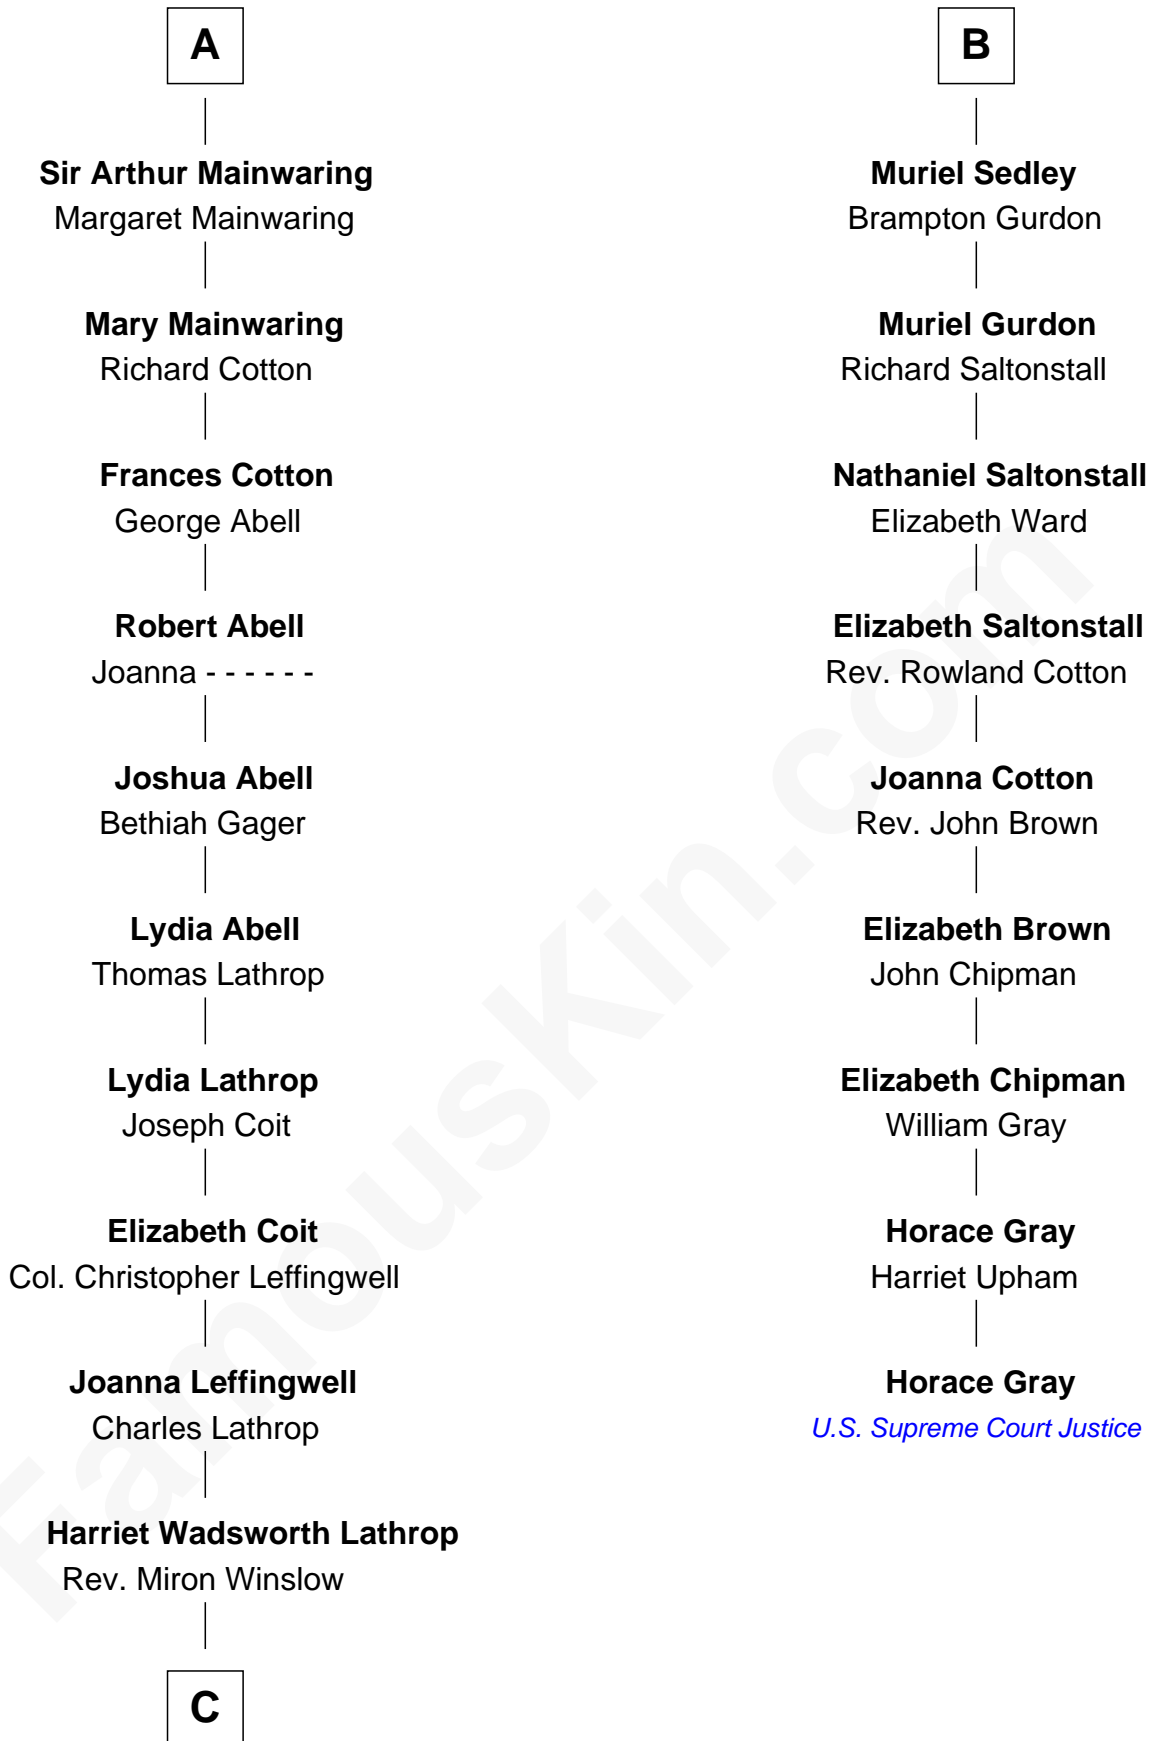 A
Sir Arthur Mainwaring
Margaret Mainwaring
Mary Mainwaring
Richard Cotton
Frances Cotton
George Abell
Robert Abell
Joanna - - - - - -
Joshua Abell
Bethiah Gager
Lydia Abell
Thomas Lathrop
Lydia Lathrop
Joseph Coit
Elizabeth Coit
Col. Christopher Leffingwell
Joanna Leffingwell
Charles Lathrop
Harriet Wadsworth Lathrop
Rev. Miron Winslow
C
B
Muriel Sedley
Brampton Gurdon
Muriel Gurdon
Richard Saltonstall
Nathaniel Saltonstall
Elizabeth Ward
Elizabeth Saltonstall
Rev. Rowland Cotton
Joanna Cotton
Rev. John Brown
Elizabeth Brown
John Chipman
Elizabeth Chipman
William Gray
Horace Gray
Harriet Upham
Horace Gray
U.S. Supreme Court Justice
FamousKin.com